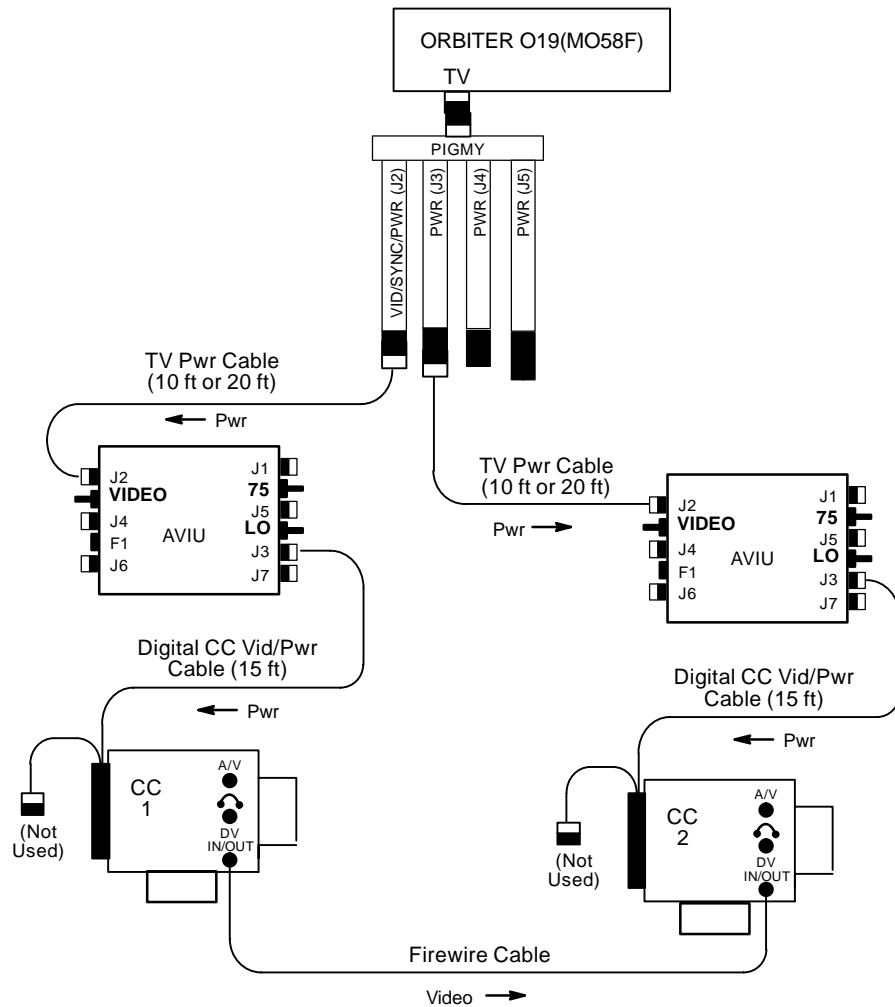 ORBITER O19(MO58F)
TV
PIGMY
VID/SYNC/PWR (J2)
PWR (J3)
PWR (J4)
PWR (J5)
TV Pwr Cable
(10 ft or 20 ft)
Pwr
J2
VIDEO
J4
F1
J6
AVIU
J1
75
J5
LO
J3
J7
TV Pwr Cable
(10 ft or 20 ft)
Pwr
J2
VIDEO
J4
F1
J6
AVIU
J1
75
J5
LO
J3
J7
Digital CC Vid/Pwr
Cable (15 ft)
Pwr
Digital CC Vid/Pwr
Cable (15 ft)
Pwr
(Not
Used)
CC
1
A/V
DV
IN/OUT
(Not
Used)
CC
2
A/V
DV
IN/OUT
Firewire Cable
Video